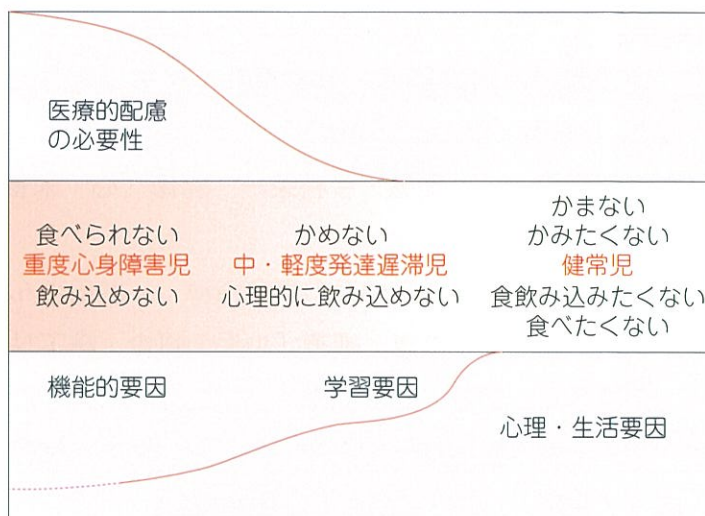 医療的配慮
の必要性
食べられない
重度心身障害児
飲み込めない
かめない
中・軽度発達遅滞児
心理的に飲み込めない
かまない
かみたくない
健常児
食飲み込みたくない
食べたくない
機能的要因
学習要因
心理・生活要因